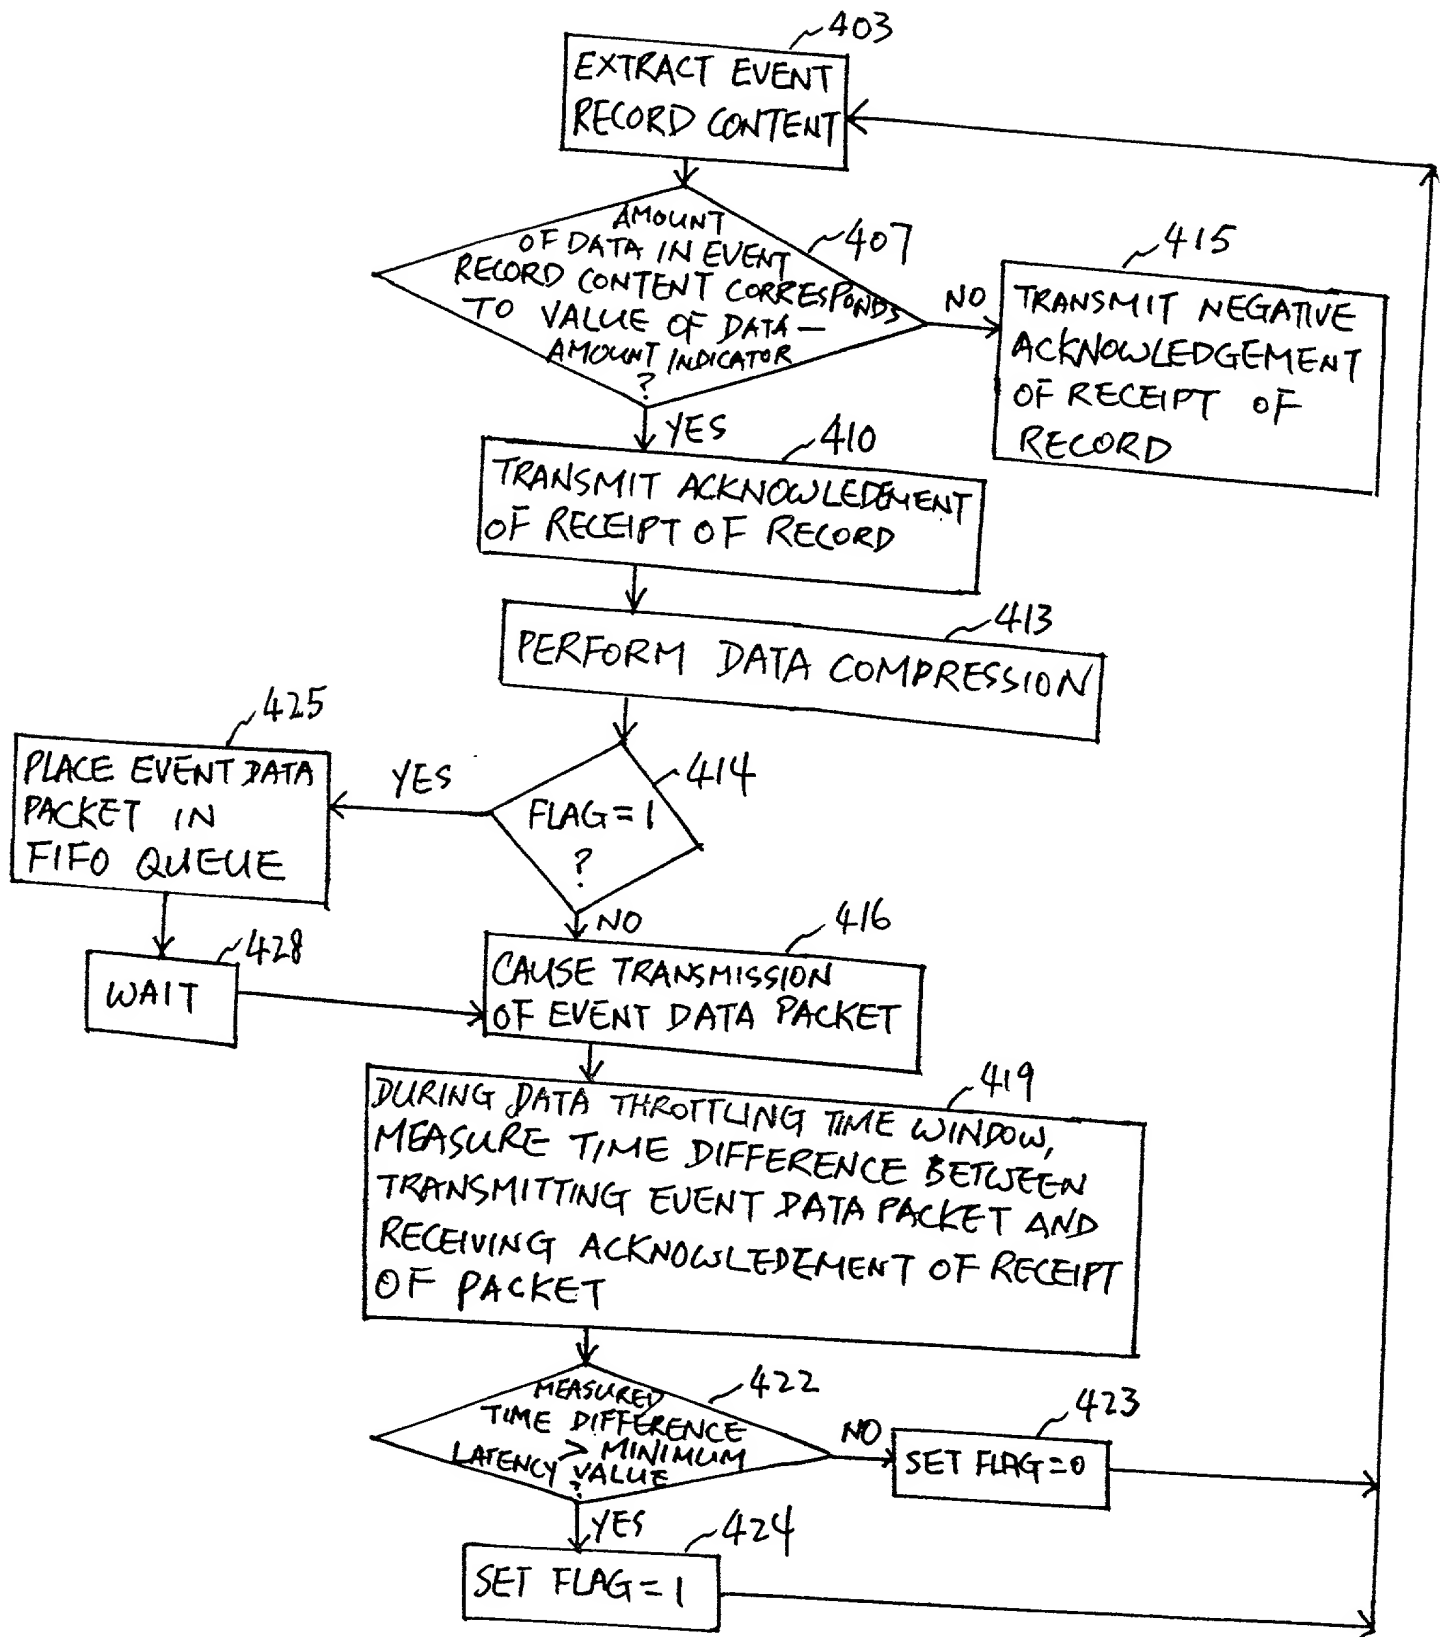 403
EXTRACT EVENT
RECORD CONTENT
AMOUNT
OF DATA IN EVENT
RECORD CONTENT CORRESPONDS
TO VALUE OF DATA—
AMOUNT INDICATOR
?
407
NO
415
TRANSMIT NEGATIVE
ACKNOWLEDGEMENT
OF RECEIPT OF
RECORD
YES
410
TRANSMIT ACKNOWLEDEMENT
OF RECEIPT OF RECORD
413
PERFORM DATA COMPRESSION
425
PLACE EVENT DATA
PACKET IN
FIFO QUEUE
YES
414
FLAG=1
?
NO
428
WAIT
416
CAUSE TRANSMISSION
OF EVENT DATA PACKET
419
DURING DATA THROTTLING TIME WINDOW,
MEASURE TIME DIFFERENCE BETWEEN
TRANSMITTING EVENT DATA PACKET AND
RECEIVING ACKNOWLEDEMENT OF RECEIPT
OF PACKET
422
MEASURED
TIME DIFFERENCE
> MINIMUM
LATENCY VALUE
?
NO
423
SET FLAG=0
YES
424
SET FLAG=1